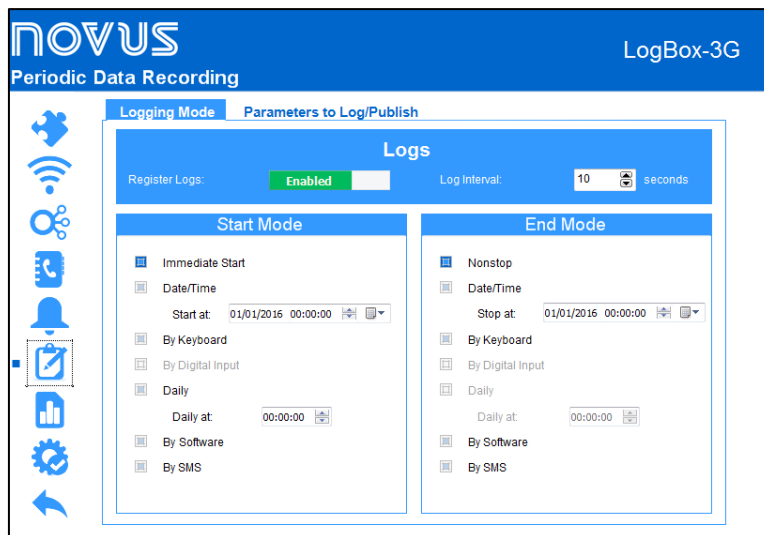 novus
LogBox-3G
Periodic Data Recording
Logging Mode Parameters to Log/Publish
Logs
Register Logs: Enabled Log Interval: 10 seconds
Start Mode
Immediate Start
Date/Time
Start at: 01/01/2016 00:00:00
By Keyboard
By Digital Input
Daily
Daily at: 00:00:00
By Software
By SMS
End Mode
Nonstop
Date/Time
Stop at: 01/01/2016 00:00:00
By Keyboard
By Digital Input
Daily
Daily at: 00:00:00
By Software
By SMS